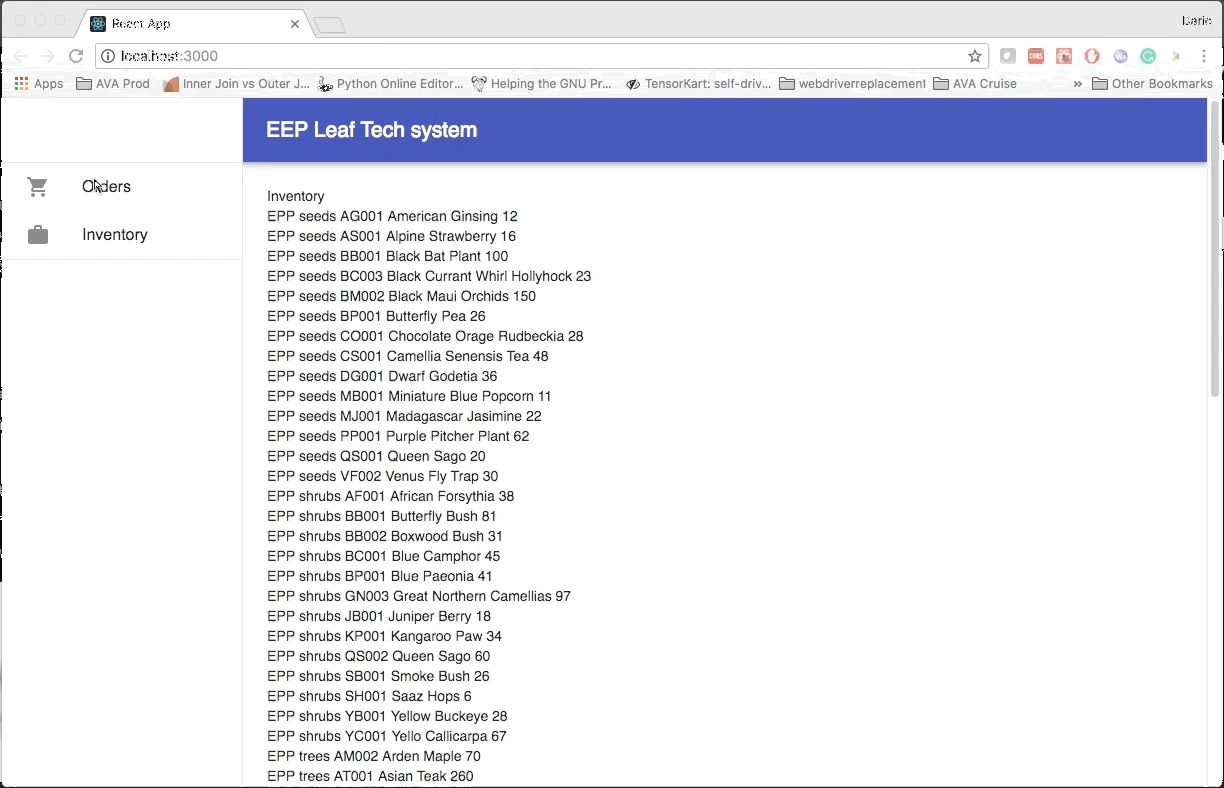 React App
localhost:3000
Apps
AVA Prod
Inner Join vs Outer J...
Python Online Editor...
Helping the GNU Pr...
TensorKart: self-driv...
webdriverreplacement
AVA Cruise
»
Other Bookmarks
EEP Leaf Tech system
Orders
Inventory
Inventory
EPP seeds AG001 American Ginsing 12
EPP seeds AS001 Alpine Strawberry 16
EPP seeds BB001 Black Bat Plant 100
EPP seeds BC003 Black Currant Whirl Hollyhock 23
EPP seeds BM002 Black Maui Orchids 150
EPP seeds BP001 Butterfly Pea 26
EPP seeds CO001 Chocolate Orage Rudbeckia 28
EPP seeds CS001 Camellia Senensis Tea 48
EPP seeds DG001 Dwarf Godetia 36
EPP seeds MB001 Miniature Blue Popcorn 11
EPP seeds MJ001 Madagascar Jasimine 22
EPP seeds PP001 Purple Pitcher Plant 62
EPP seeds QS001 Queen Sago 20
EPP seeds VF002 Venus Fly Trap 30
EPP shrubs AF001 African Forsythia 38
EPP shrubs BB001 Butterfly Bush 81
EPP shrubs BB002 Boxwood Bush 31
EPP shrubs BC001 Blue Camphor 45
EPP shrubs BP001 Blue Paeonia 41
EPP shrubs GN003 Great Northern Camellias 97
EPP shrubs JB001 Juniper Berry 18
EPP shrubs KP001 Kangaroo Paw 34
EPP shrubs QS002 Queen Sago 60
EPP shrubs SB001 Smoke Bush 26
EPP shrubs SH001 Saaz Hops 6
EPP shrubs YB001 Yellow Buckeye 28
EPP shrubs YC001 Yello Callicarpa 67
EPP trees AM002 Arden Maple 70
EPP trees AT001 Asian Teak 260